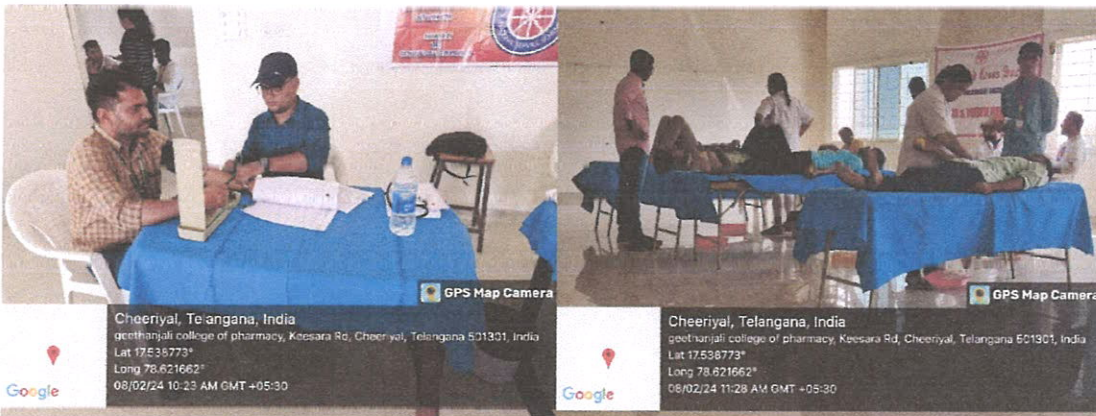 GPS Map Camera
Cheeriyal, Telangana, India
geethanjali college of pharmacy, Keesara Rd, Cheeriyal, Telangana 501301, India
Lat 17.538773°
Long 78.621662°
08/02/24 10:23 AM GMT +05:30
Google
GPS Map Camera
Cheeriyal, Telangana, India
geethanjali college of pharmacy, Keesara Rd, Cheeriyal, Telangana 501301, India
Lat 17.538773°
Long 78.621662°
08/02/24 11:28 AM GMT +05:30
Google